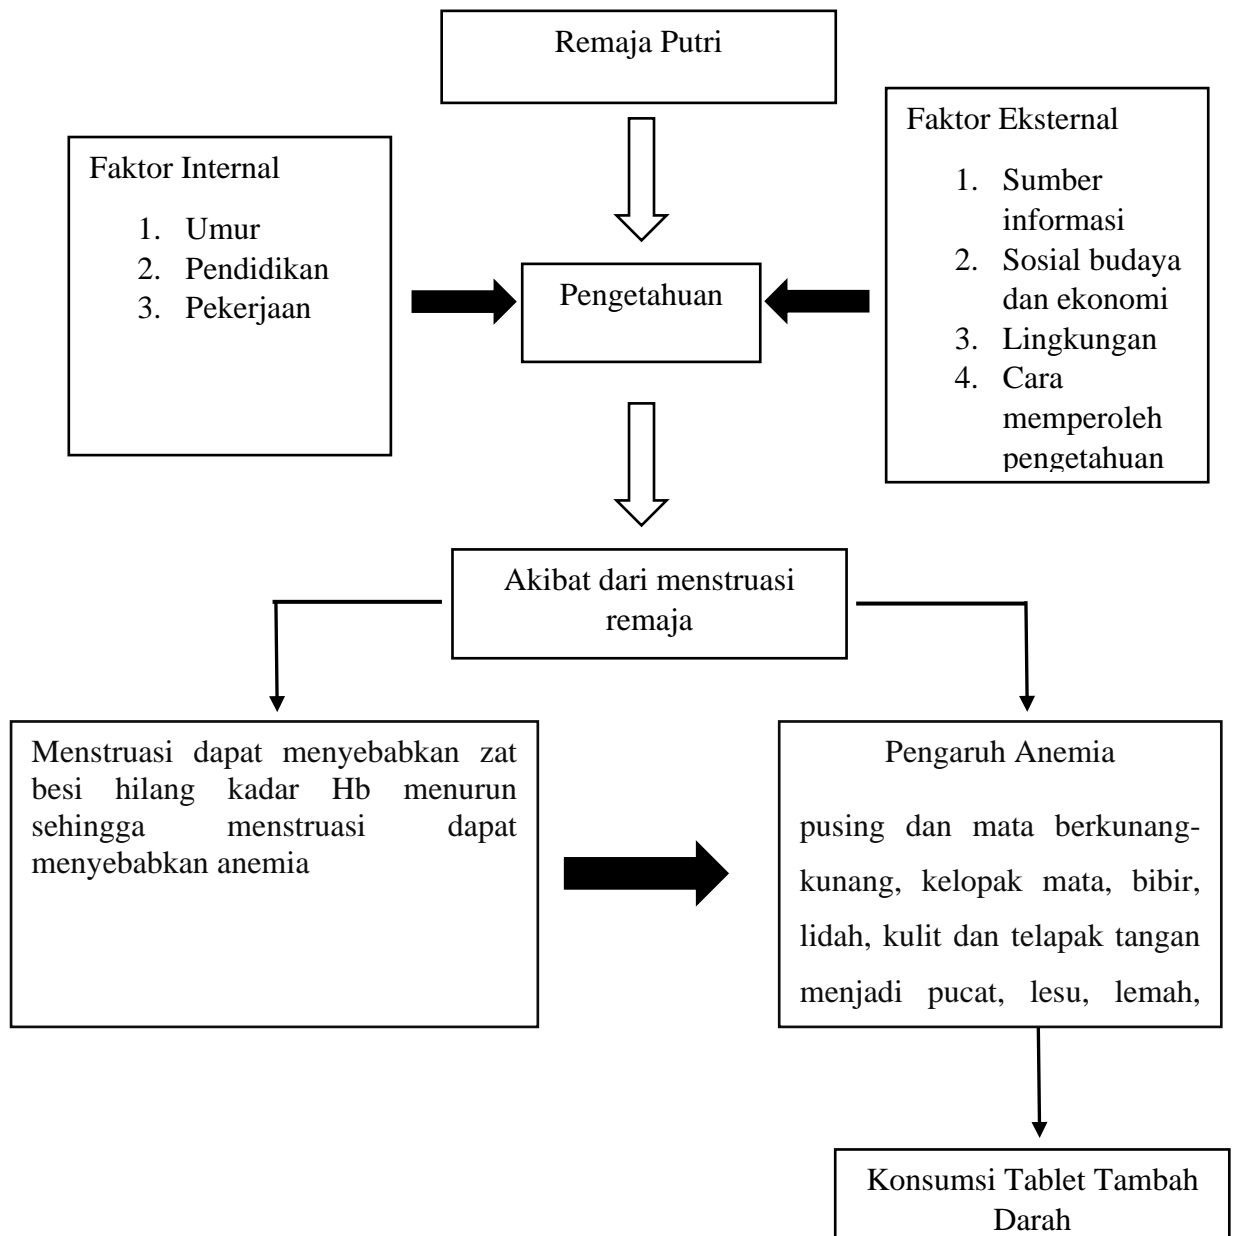 Remaja Putri
Faktor Internal
1. Umur
2. Pendidikan
3. Pekerjaan
Pengetahuan
Faktor Eksternal
1. Sumber
informasi
2. Sosial budaya
dan ekonomi
3. Lingkungan
4. Cara
memperoleh
pengetahuan
Akibat dari menstruasi
remaja
Menstruasi dapat menyebabkan zat
besi hilang kadar Hb menurun
sehingga menstruasi dapat
menyebabkan anemia
Pengaruh Anemia
pusing dan mata berkunang-
kunang, kelopak mata, bibir,
lidah, kulit dan telapak tangan
menjadi pucat, lesu, lemah,
Konsumsi Tablet Tambah
Darah